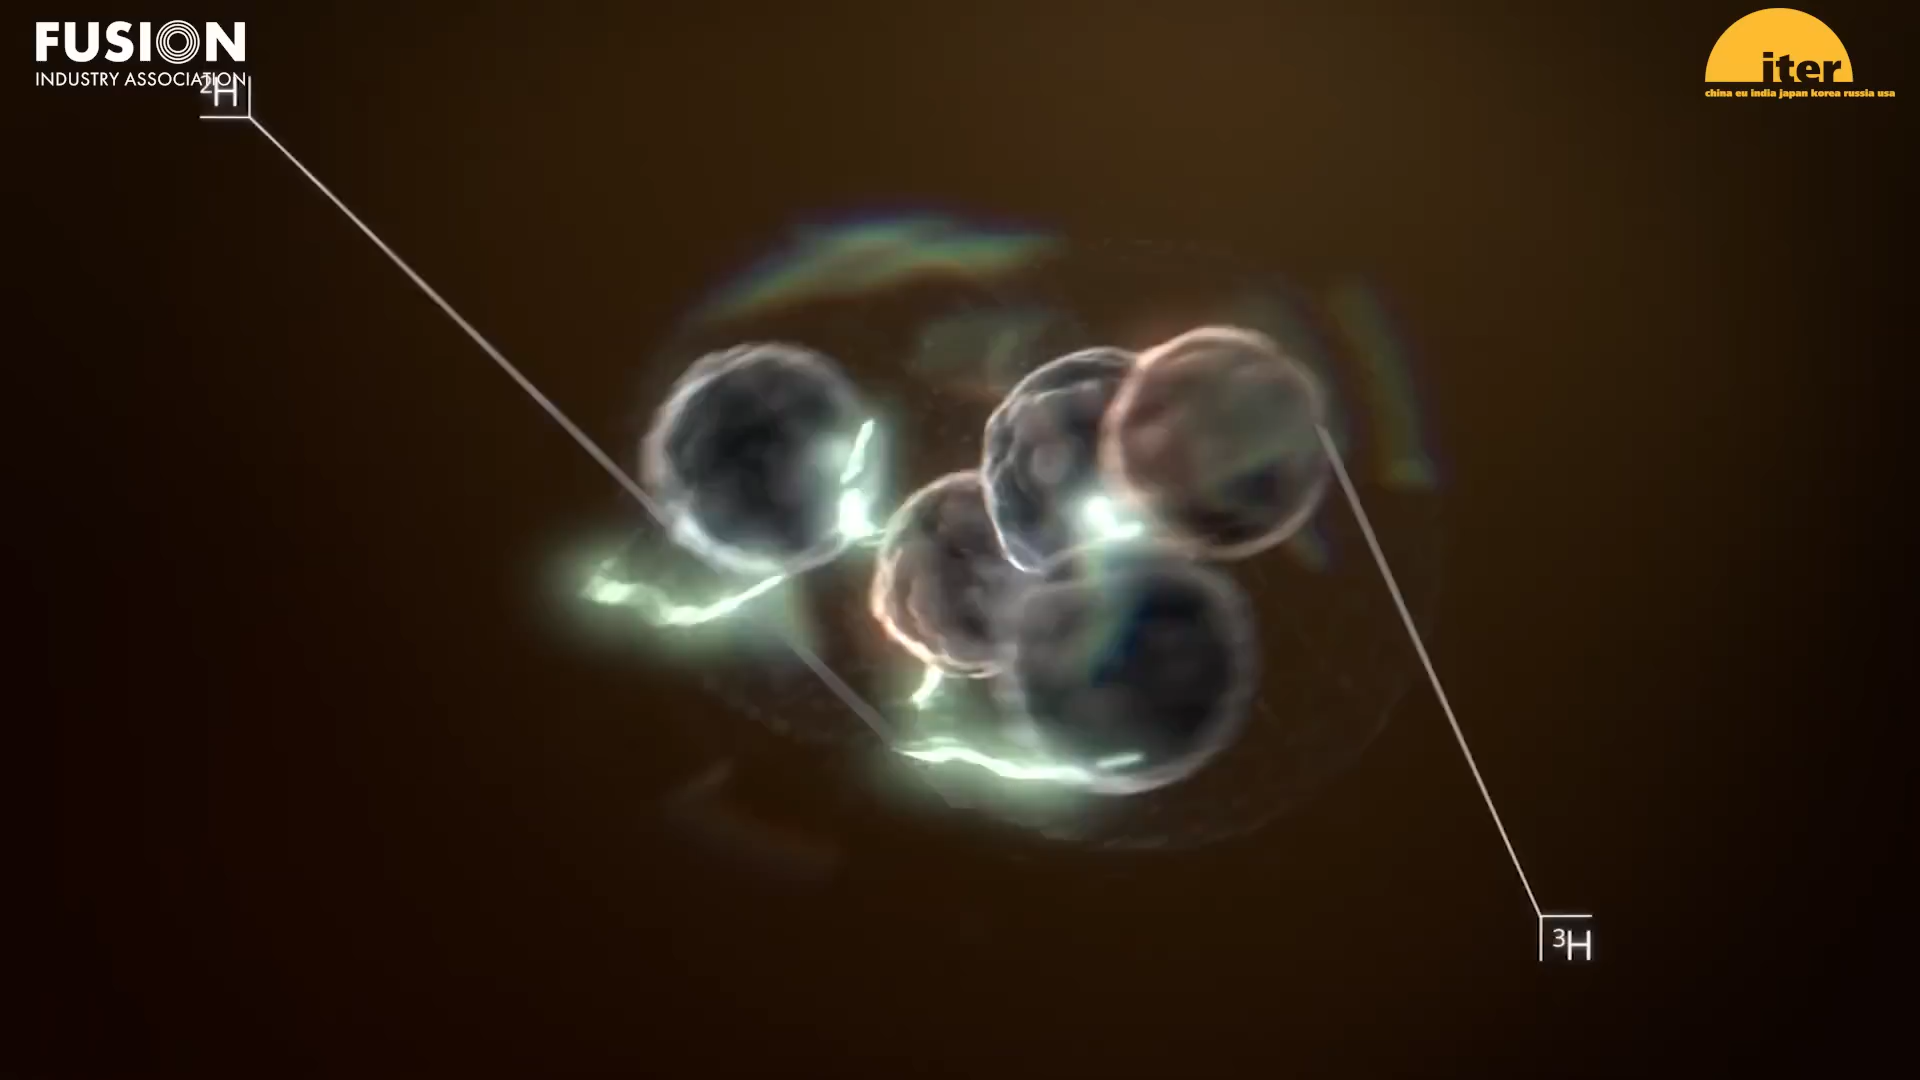 FUSION
INDUSTRY ASSOCIATION
²H
iter
china eu india japan korea russia usa
³H